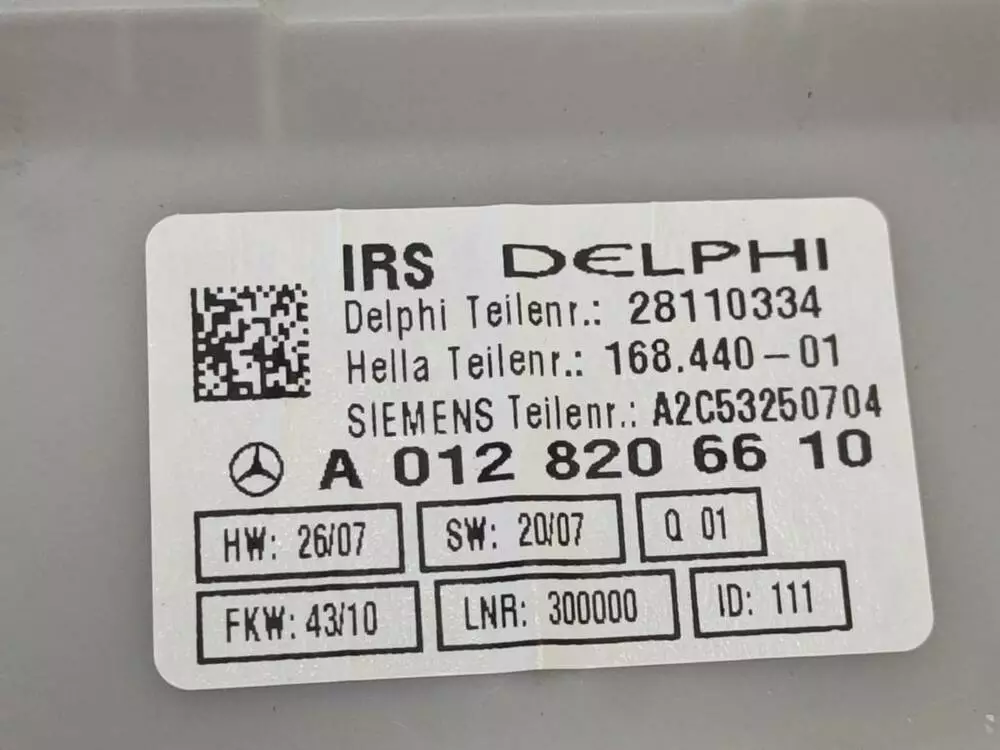 IRS DELPHI
Delphi Teilenr.: 28110334
Hella Teilenr.: 168.440-01
SIEMENS Teilenr.: A2C53250704
A 012 820 66 10
HW: 26/07 SW: 20/07 Q 01
FKW: 43/10 LNR: 300000 ID: 111